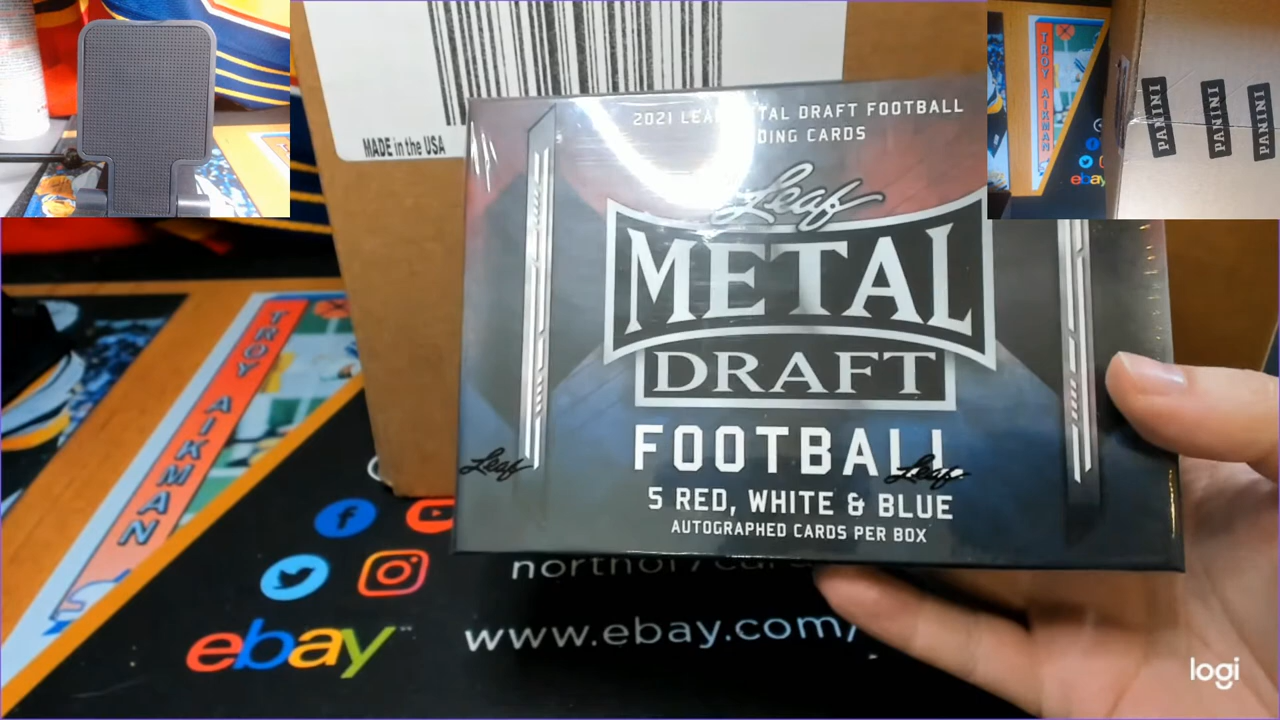 MADE in the USA
2021 LEAF METAL DRAFT FOOTBALL
DING CARDS
Leaf
METAL
DRAFT
FOOTBALL
Leaf
Leaf
5 RED, WHITE & BLUE
AUTOGRAPHED CARDS PER BOX
TROY AIKMAN
ebay
www.ebay.com/
TROY AIKMAN
ebay
PANINI
PANINI
PANINI
logi